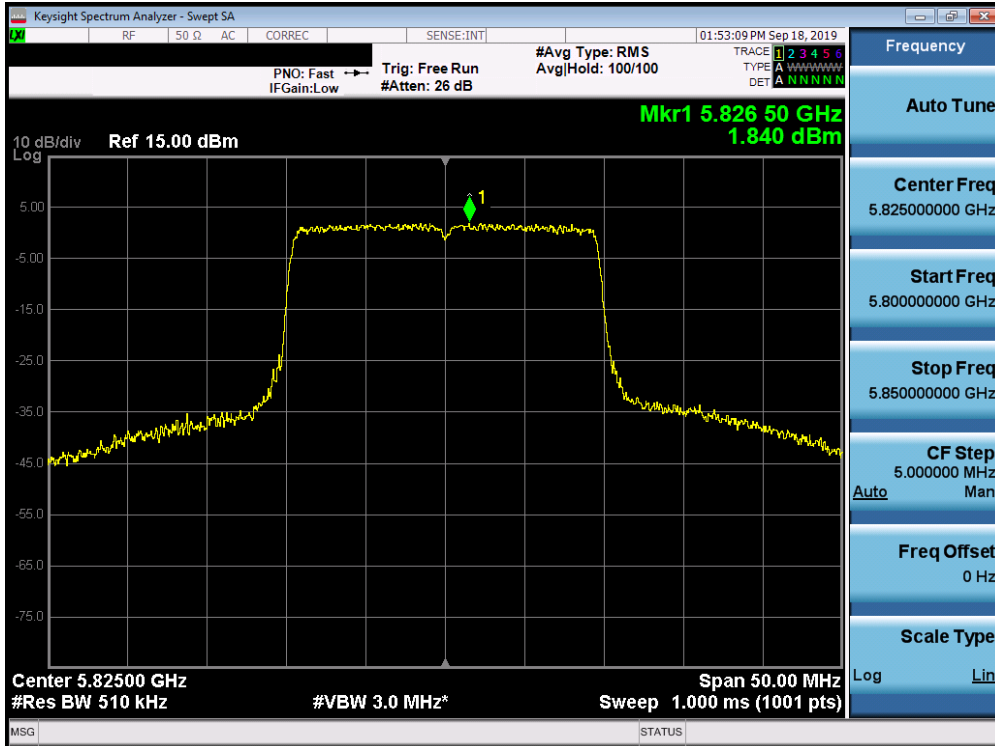 Keysight Spectrum Analyzer - Swept SA
LXI RF 50 Ω AC CORREC SENSE:INT 01:53:09 PM Sep 18, 2019
PNO: Fast
IFGain:Low
Trig: Free Run
#Atten: 26 dB
#Avg Type: RMS
Avg|Hold: 100/100
TRACE 1 2 3 4 5 6
TYPE A WWWWW
DET A N N N N N
Mkr1 5.826 50 GHz
1.840 dBm
10 dB/div Ref 15.00 dBm
Log
1
5.00
-5.00
-15.0
-25.0
-35.0
-45.0
-55.0
-65.0
-75.0
Center 5.82500 GHz Span 50.00 MHz
#Res BW 510 kHz #VBW 3.0 MHz* Sweep 1.000 ms (1001 pts)
MSG STATUS
Frequency
Auto Tune
Center Freq
5.825000000 GHz
Start Freq
5.800000000 GHz
Stop Freq
5.850000000 GHz
CF Step
5.000000 MHz
Auto Man
Freq Offset
0 Hz
Scale Type
Log Lin